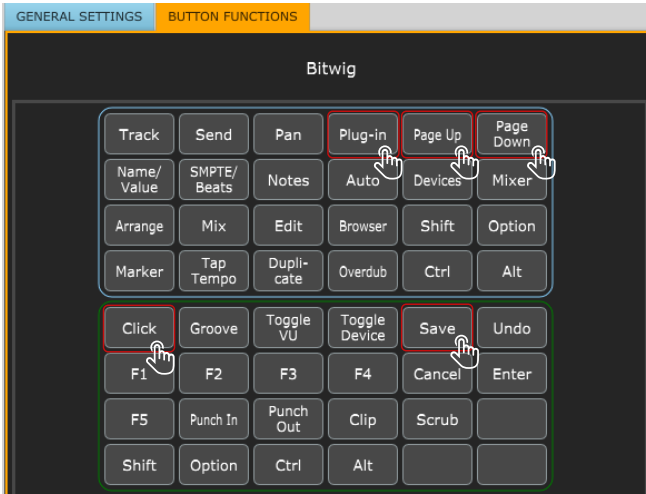 GENERAL SETTINGS BUTTON FUNCTIONS
Bitwig
Track Send Pan Plug-in Page Up Page
Down
Name/
Value SMPTE/
Beats Notes Auto Devices Mixer
Arrange Mix Edit Browser Shift Option
Marker Tap
Tempo Dupli-
cate Overdub Ctrl Alt
Click Groove Toggle
VU Toggle
Device Save Undo
F1 F2 F3 F4 Cancel Enter
F5 Punch In Punch
Out Clip Scrub
Shift Option Ctrl Alt